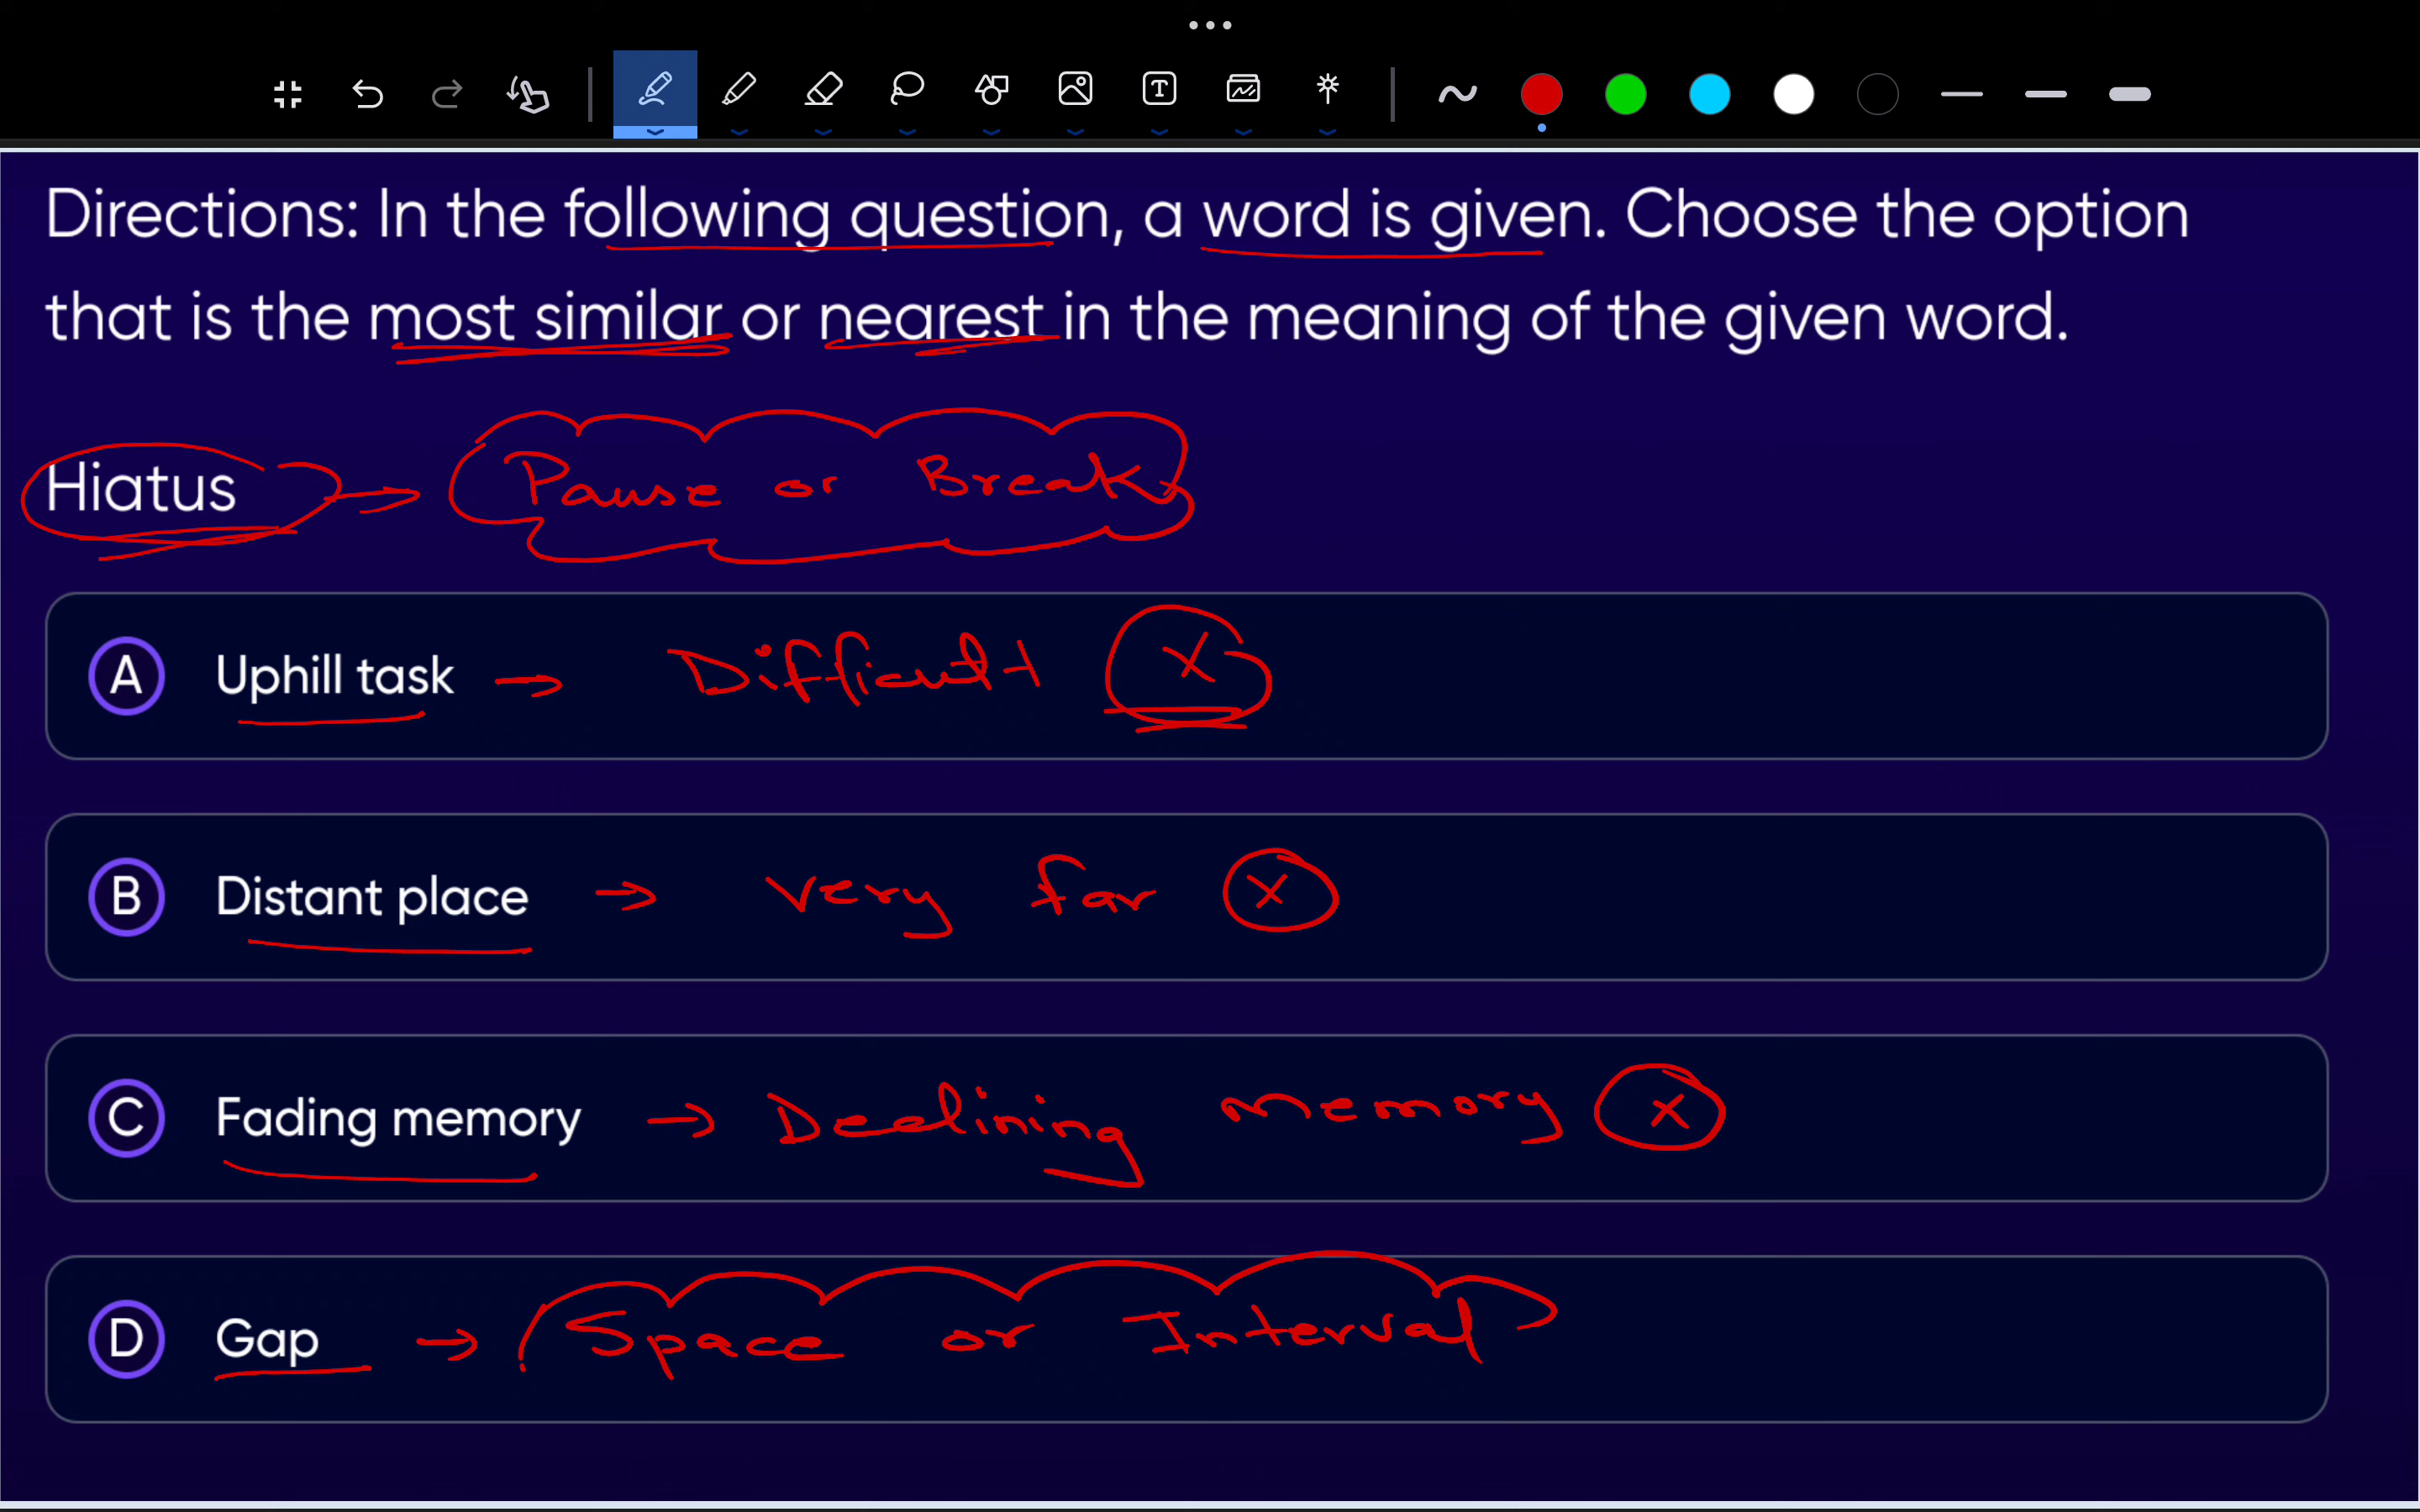 Directions: In the following question, a word is given. Choose the option
that is the most similar or nearest in the meaning of the given word.
Hiatus → Pause or Break
A Uphill task → Difficult X
B Distant place → very far X
C Fading memory → Declining memory X
D Gap → Space or Interval